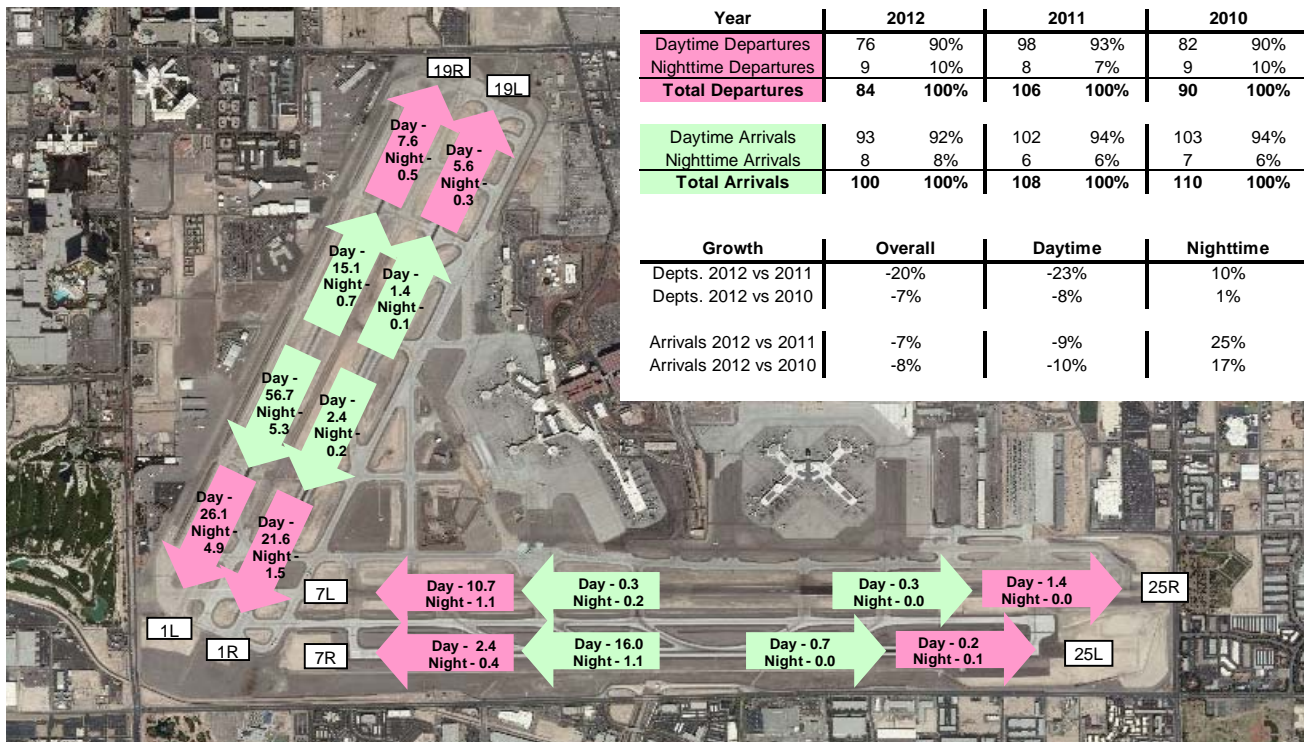 Year 2012 2011 2010
Daytime Departures 76 90% 98 93% 82 90%
Nighttime Departures 9 10% 8 7% 9 10%
Total Departures 84 100% 106 100% 90 100%
Daytime Arrivals 93 92% 102 94% 103 94%
Nighttime Arrivals 8 8% 6 6% 7 6%
Total Arrivals 100 100% 108 100% 110 100%
Growth Overall Daytime Nighttime
Depts. 2012 vs 2011 -20% -23% 10%
Depts. 2012 vs 2010 -7% -8% 1%
Arrivals 2012 vs 2011 -7% -9% 25%
Arrivals 2012 vs 2010 -8% -10% 17%
19R
19L
Day -
7.6
Night -
0.5
Day -
5.6
Night -
0.3
Day -
15.1
Night -
0.7
Day -
1.4
Night -
0.1
Day -
56.7
Night -
5.3
Day -
2.4
Night -
0.2
Day -
26.1
Night -
4.9
Day -
21.6
Night -
1.5
7L
Day - 10.7
Night - 1.1
Day - 0.3
Night - 0.2
Day - 0.3
Night - 0.0
Day - 1.4
Night - 0.0
25R
1L
1R
7R
Day - 2.4
Night - 0.4
Day - 16.0
Night - 1.1
Day - 0.7
Night - 0.0
Day - 0.2
Night - 0.1
25L